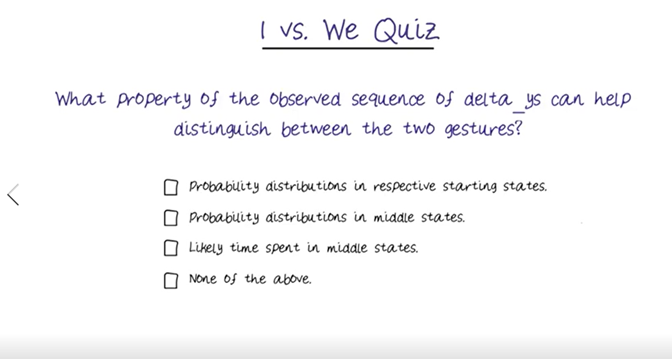 I vs. We Quiz
What property of the observed sequence of delta_ys can help
distinguish between the two gestures?
Probability distributions in respective starting states.
Probability distributions in middle states.
Likely time spent in middle states.
None of the above.